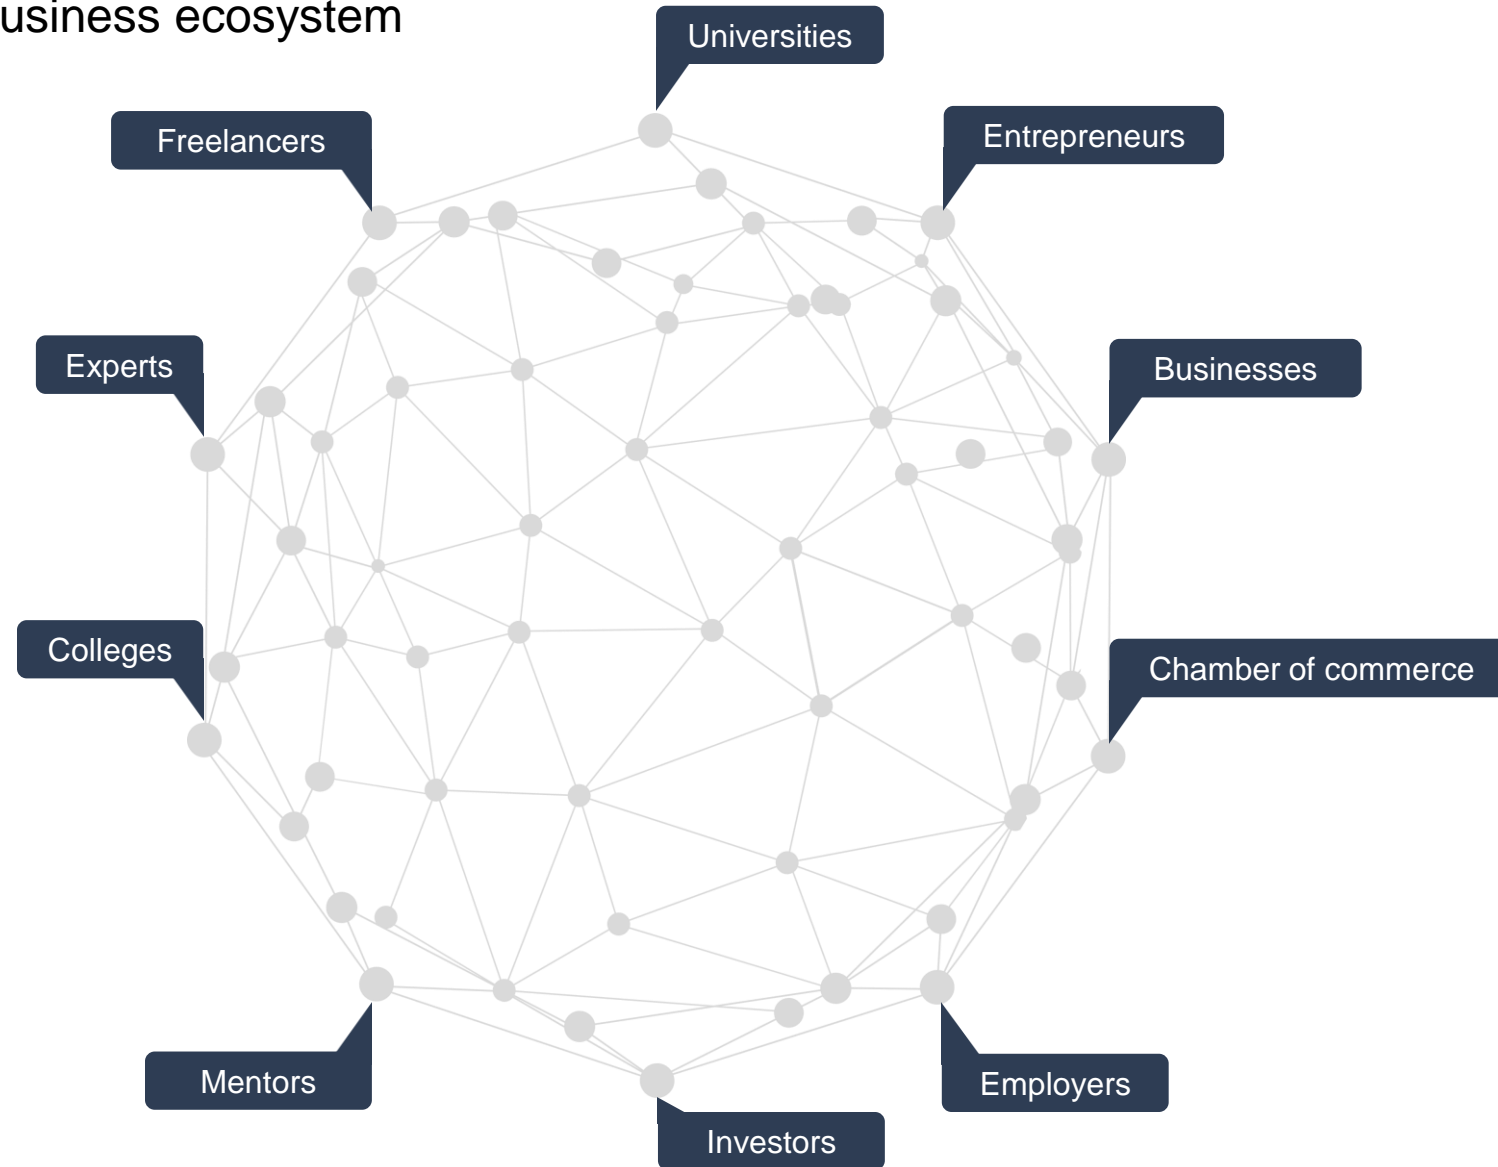 usiness ecosystem
Universities
Freelancers
Entrepreneurs
Experts
Businesses
Colleges
Chamber of commerce
Mentors
Employers
Investors